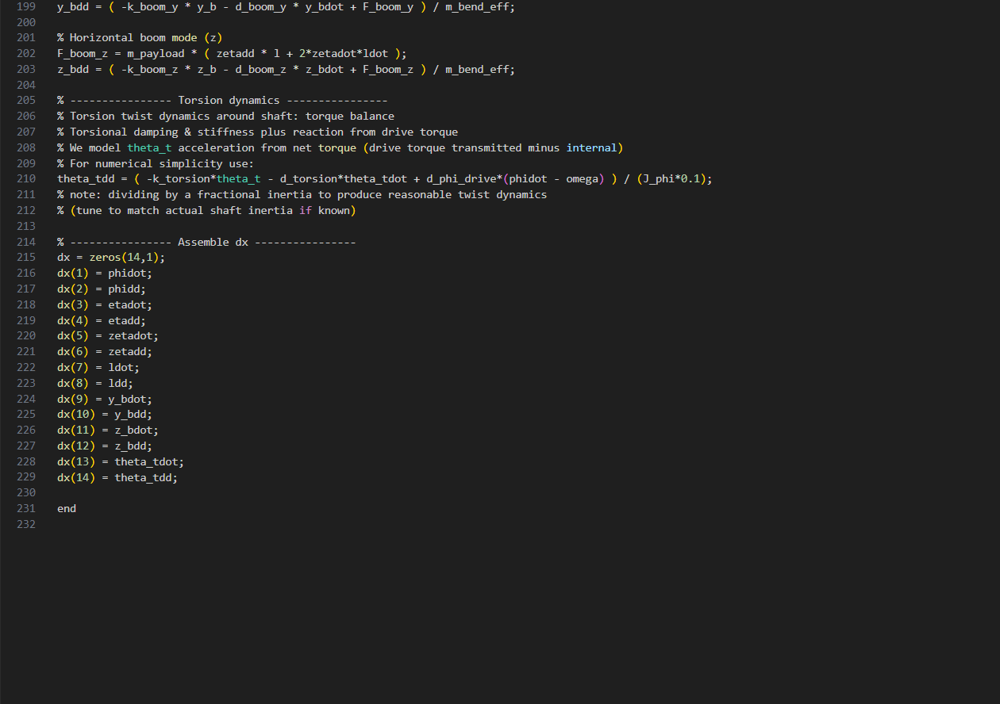 199 y_bdd = ( -k_boom_y * y_b - d_boom_y * y_bdot + F_boom_y ) / m_bend_eff;
200
201 % Horizontal boom mode (z)
202 F_boom_z = m_payload * ( zetadd * l + 2*zetadot*ldot );
203 z_bdd = ( -k_boom_z * z_b - d_boom_z * z_bdot + F_boom_z ) / m_bend_eff;
204
205 % ---------------- Torsion dynamics ----------------
206 % Torsion twist dynamics around shaft: torque balance
207 % Torsional damping & stiffness plus reaction from drive torque
208 % We model theta_t acceleration from net torque (drive torque transmitted minus internal)
209 % For numerical simplicity use:
210 theta_tdd = ( -k_torsion*theta_t - d_torsion*theta_tdot + d_phi_drive*(phidot - omega) ) / (J_phi*0.1);
211 % note: dividing by a fractional inertia to produce reasonable twist dynamics
212 % (tune to match actual shaft inertia if known)
213
214 % ---------------- Assemble dx ----------------
215 dx = zeros(14,1);
216 dx(1) = phidot;
217 dx(2) = phidd;
218 dx(3) = etadot;
219 dx(4) = etadd;
220 dx(5) = zetadot;
221 dx(6) = zetadd;
222 dx(7) = ldot;
223 dx(8) = ldd;
224 dx(9) = y_bdot;
225 dx(10) = y_bdd;
226 dx(11) = z_bdot;
227 dx(12) = z_bdd;
228 dx(13) = theta_tdot;
229 dx(14) = theta_tdd;
230
231 end
232